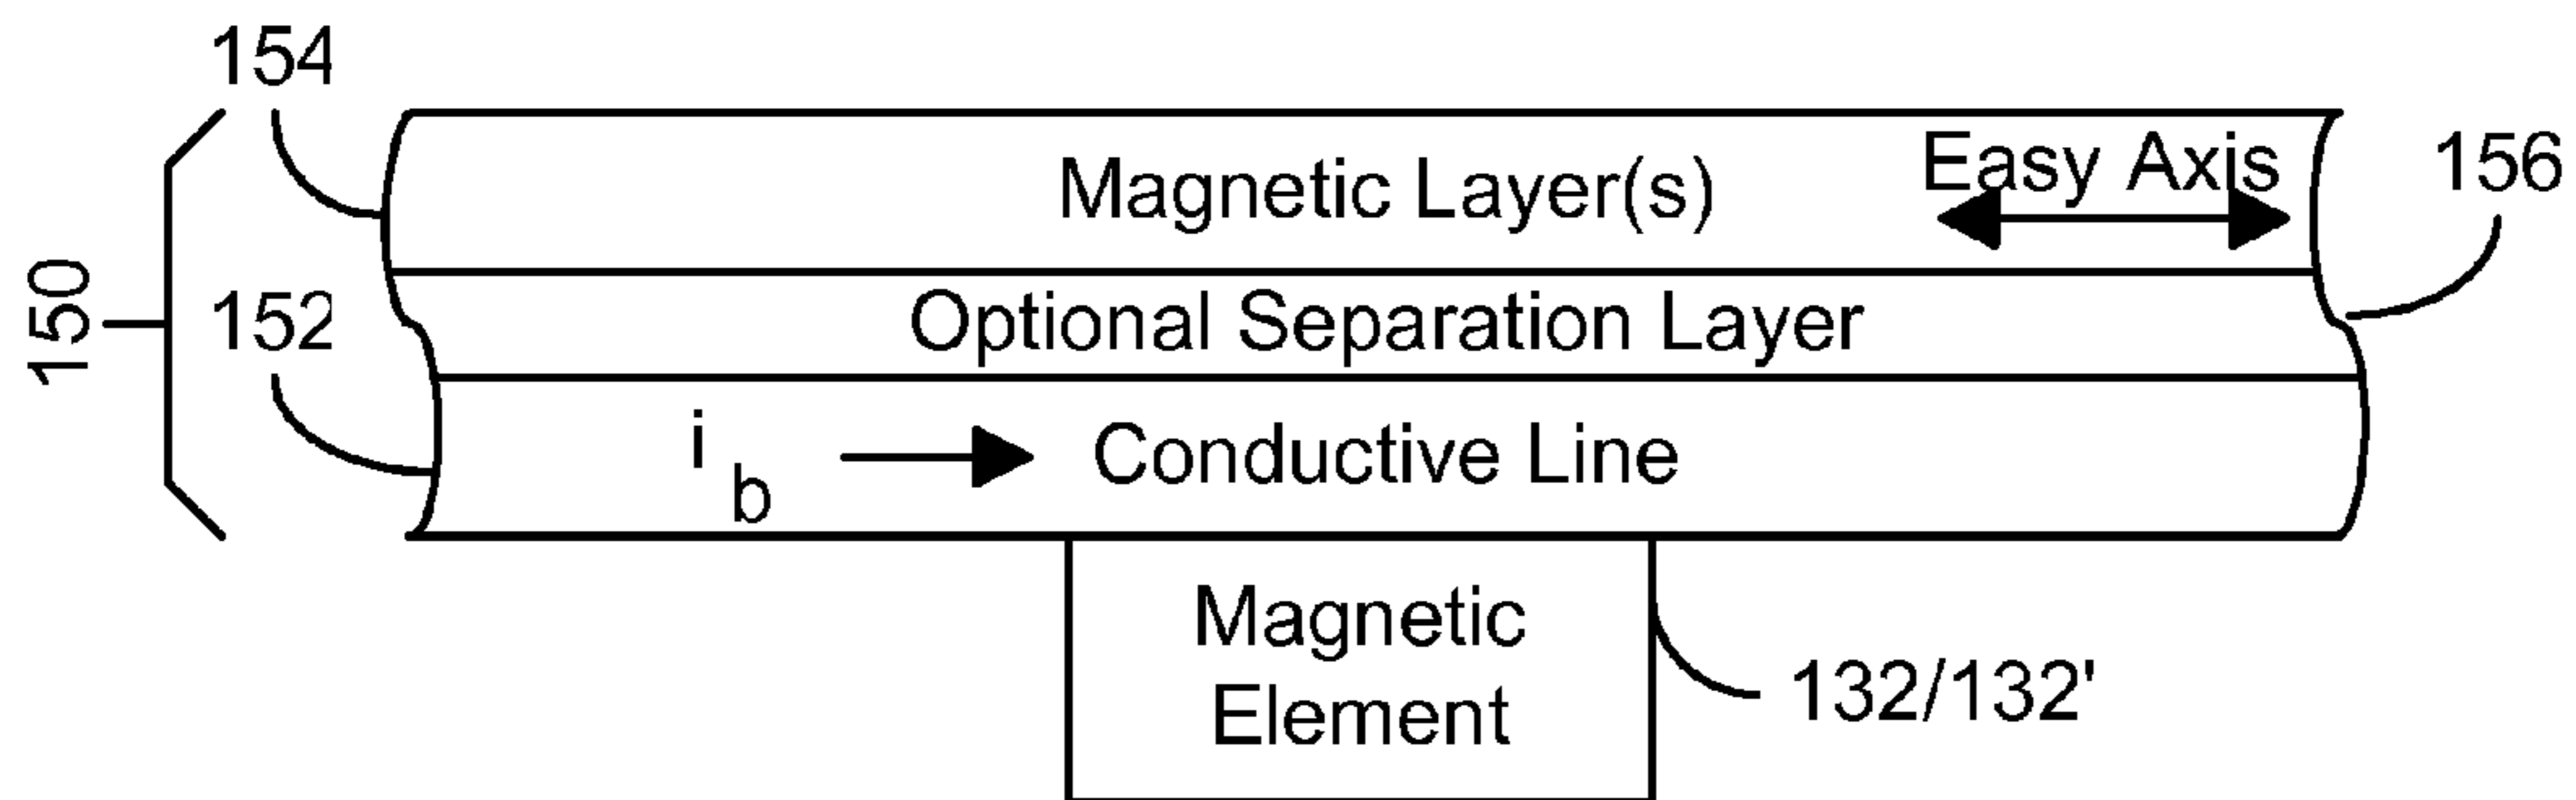 154
Magnetic Layer(s)
Easy Axis
156
150
152
Optional Separation Layer
i b
Conductive Line
Magnetic
Element
132/132'